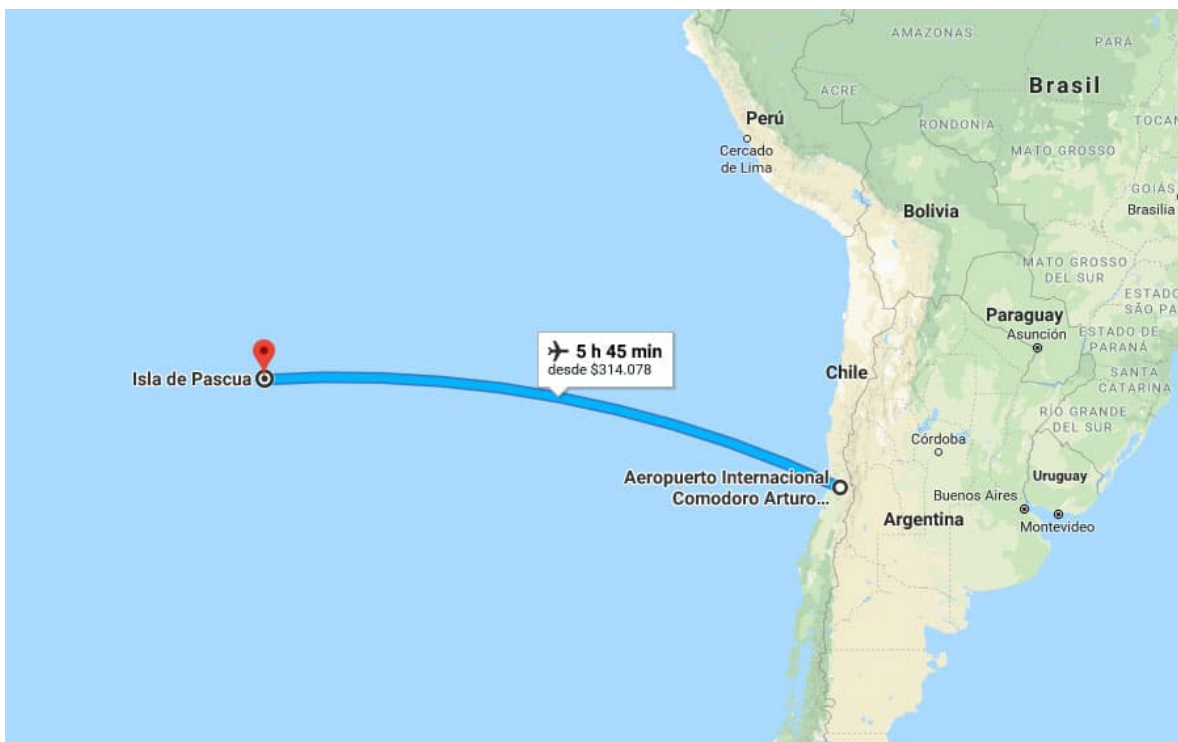 AMAZONAS
PARÁ
Brasil
ACRE
Perú
RONDONIA
TOCAN
Cercado
de Lima
MATO GROSSO
GOIÁS
Bolivia
Brasilia
MATO GROSSO
DEL SUR
ESTADO
SÃO PA
Paraguay
Asunción
ESTADO DE
PARANÁ
5 h 45 min
desde $314.078
Isla de Pascua
Chile
SANTA
CATARINA
RÍO GRANDE
DEL SUR
Córdoba
Aeropuerto Internacional
Comodoro Arturo...
Uruguay
Buenos Aires
Argentina
Montevideo